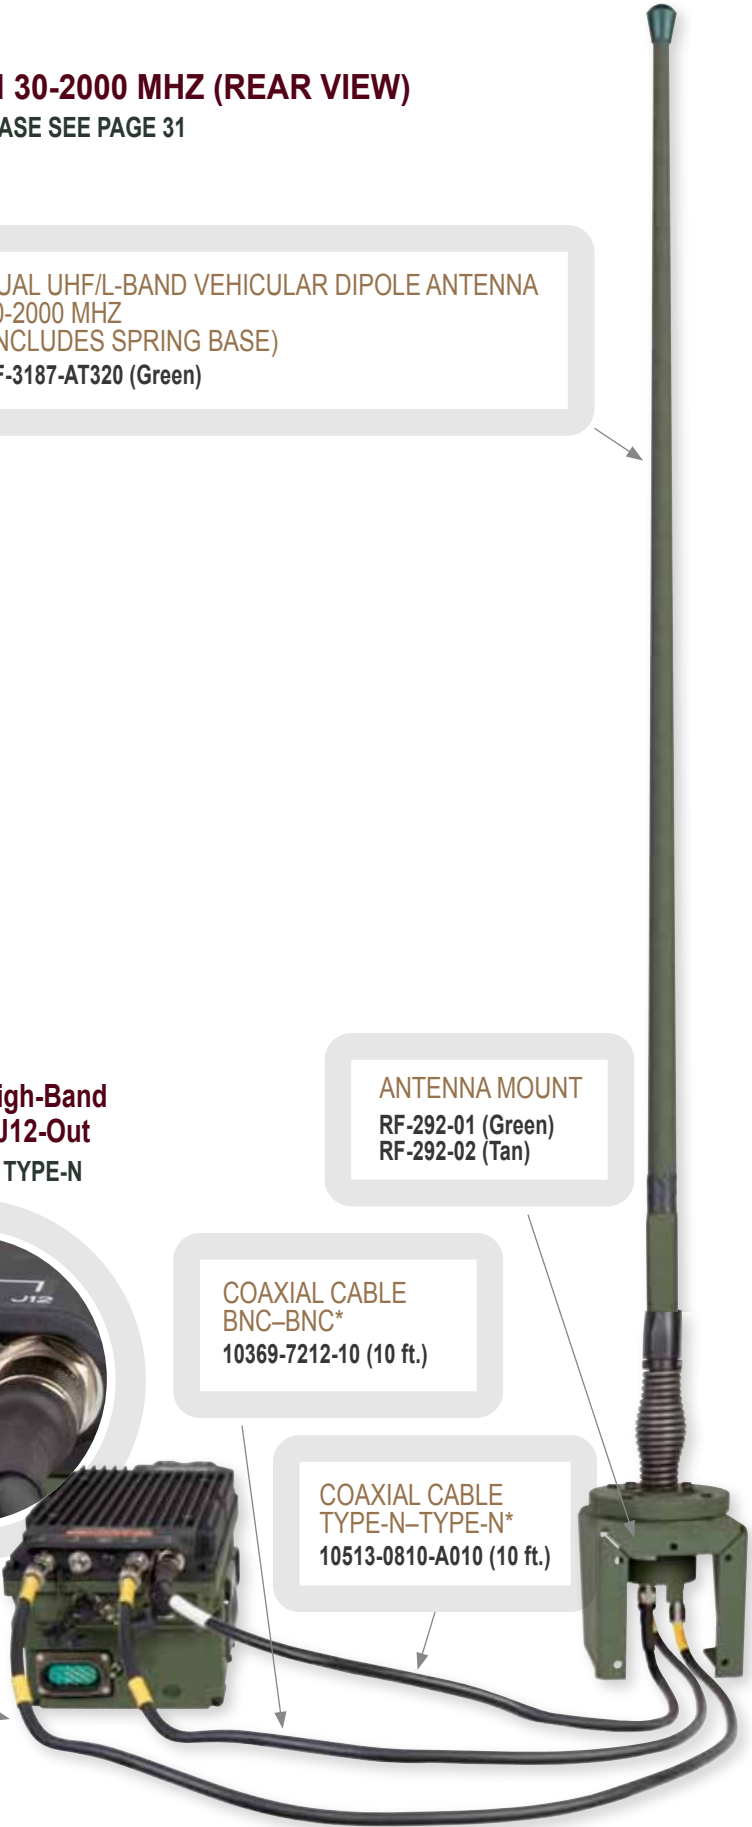 30-2000 MHZ (REAR VIEW)
ASE SEE PAGE 31
UAL UHF/L-BAND VEHICULAR DIPOLE ANTENNA
0-2000 MHZ
NCLUDES SPRING BASE)
F-3187-AT320 (Green)
igh-Band
J12-Out
TYPE-N
J12
ANTENNA MOUNT
RF-292-01 (Green)
RF-292-02 (Tan)
COAXIAL CABLE
BNC–BNC*
10369-7212-10 (10 ft.)
COAXIAL CABLE
TYPE-N–TYPE-N*
10513-0810-A010 (10 ft.)